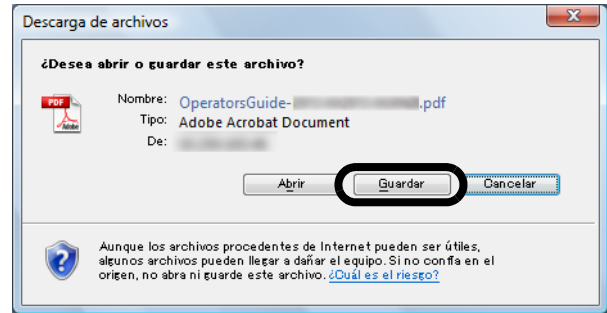 Descarga de archivos
¿Desea abrir o guardar este archivo?
PDF
Adobe
Nombre: OperatorsGuide- .pdf
Tipo: Adobe Acrobat Document
De:
Abrir Guardar Cancelar
Aunque los archivos procedentes de Internet pueden ser útiles,
algunos archivos pueden llegar a dañar el equipo. Si no confía en el
origen, no abra ni guarde este archivo. ¿Cuál es el riesgo?